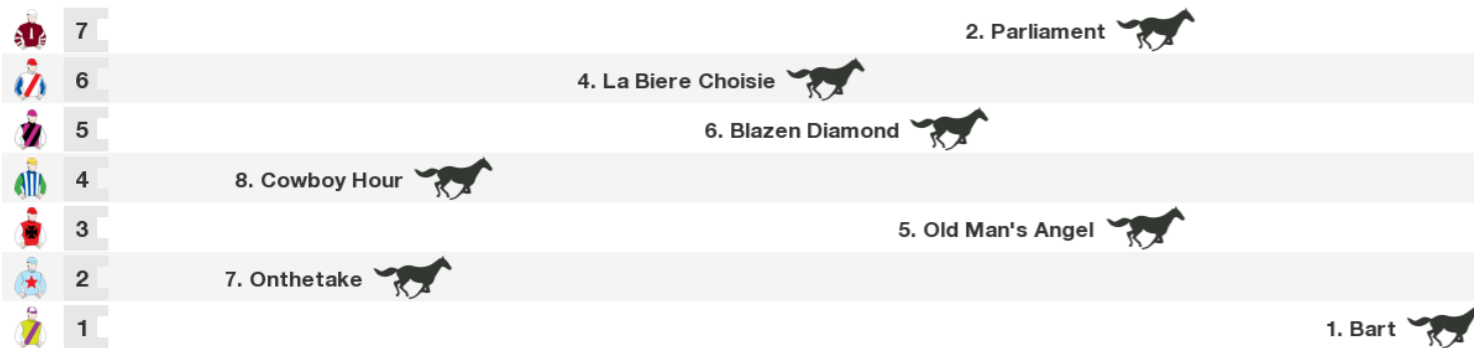 7 2. Parliament
6 4. La Biere Choisie
5 6. Blazen Diamond
4 8. Cowboy Hour
3 5. Old Man's Angel
2 7. Onthetake
1 1. Bart